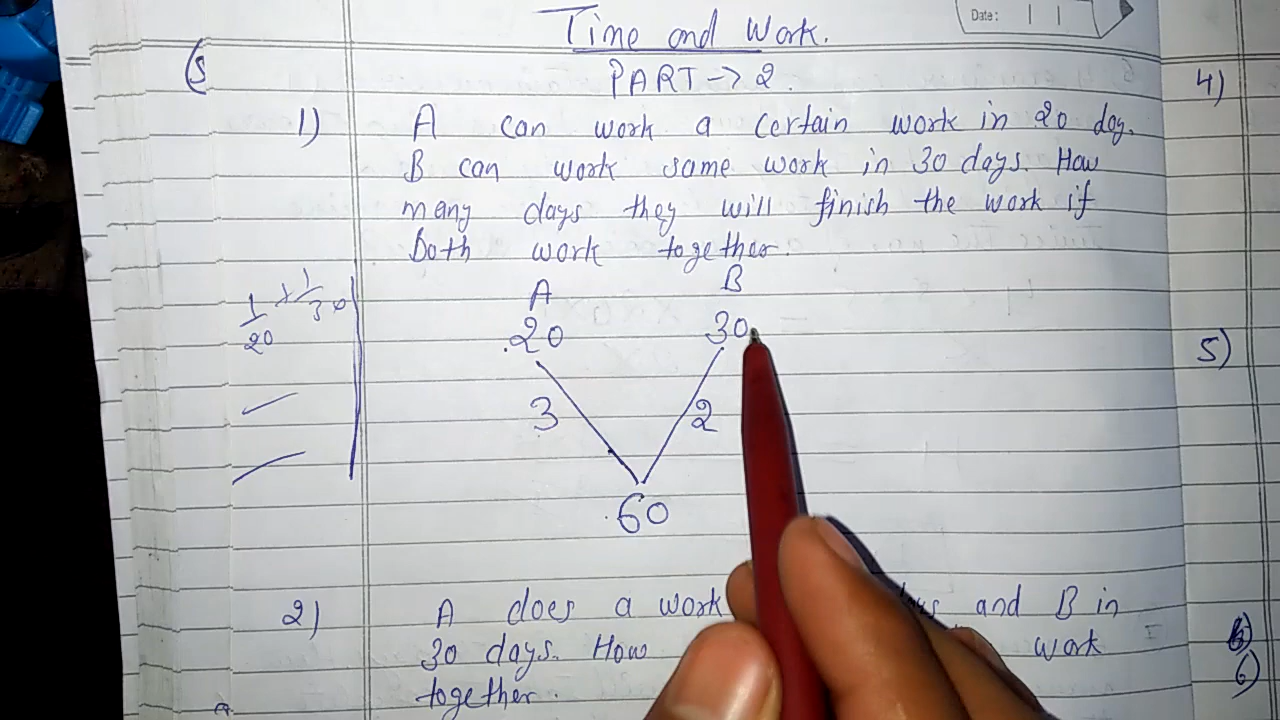 Date:
Time and Work.
PART → 2.
(S
1) A can work a certain work in 20 day.
B can work same work in 30 days. How
many days they will finish the work if
Both work together.
A B
20 30
3 2
60
1/20 + 1/30
2) A does a work and B in
30 days. How work
together.
4)
5)
6)